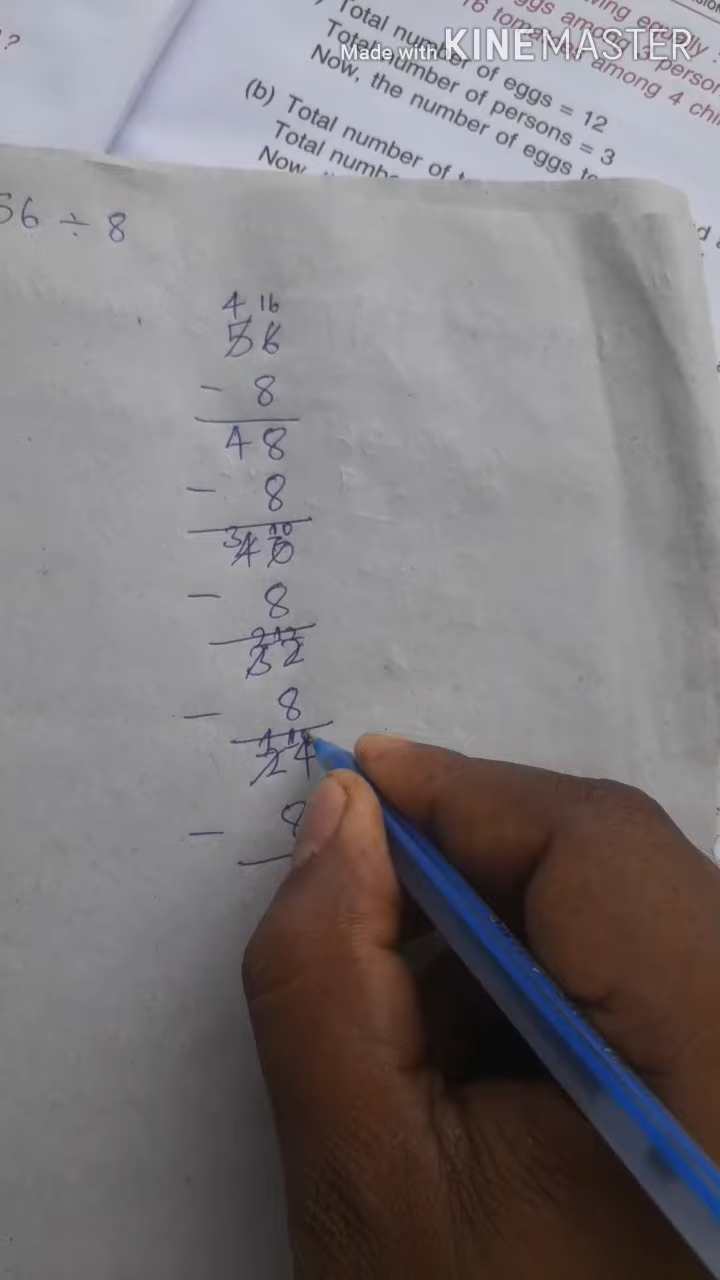 ?
16
Made with KINEMASTER
Total number of eggs = 12
Total number of persons = 3
Now, the number of eggs
(b) Total number of
Total
Now
56 ÷ 8
4 16
56
- 8
48
- 8
3 10
40
- 8
2 12
32
- 8
1
24
- 8